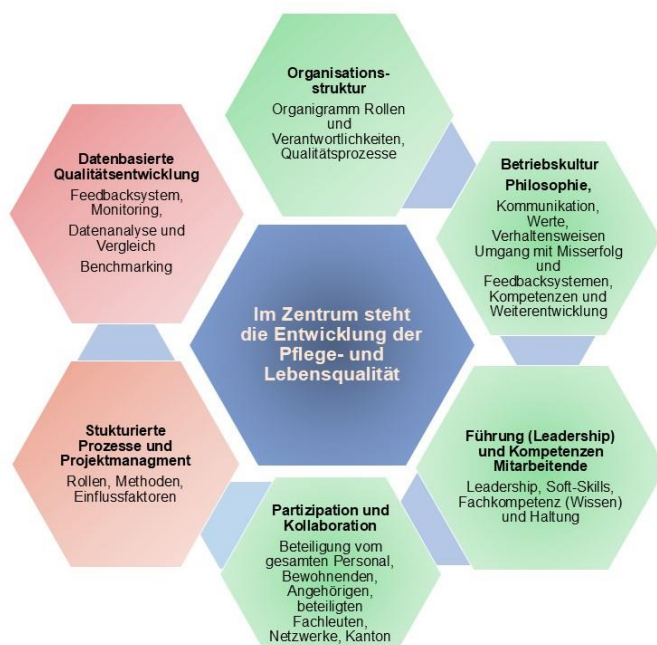 Organisations-
struktur
Organigramm Rollen
und
Verantwortlichkeiten,
Qualitätsprozesse
Betriebskultur
Philosophie,
Kommunikation,
Werte,
Verhaltensweisen
Umgang mit Misserfolg
und
Feedbacksystemen,
Kompetenzen und
Weiterentwicklung
Führung (Leadership)
und Kompetenzen
Mitarbeitende
Leadership, Soft-Skills,
Fachkompetenz (Wissen)
und Haltung
Partizipation und
Kollaboration
Beteiligung vom
gesamten Personal,
Bewohnenden,
Angehörigen,
beteiligten
Fachleuten,
Netzwerke, Kanton
Stukturierte
Prozesse und
Projektmanagment
Rollen, Methoden,
Einflussfaktoren
Datenbasierte
Qualitätsentwicklung
Feedbacksystem,
Monitoring,
Datenanalyse und
Vergleich
Benchmarking
Im Zentrum steht
die Entwicklung der
Pflege- und
Lebensqualität